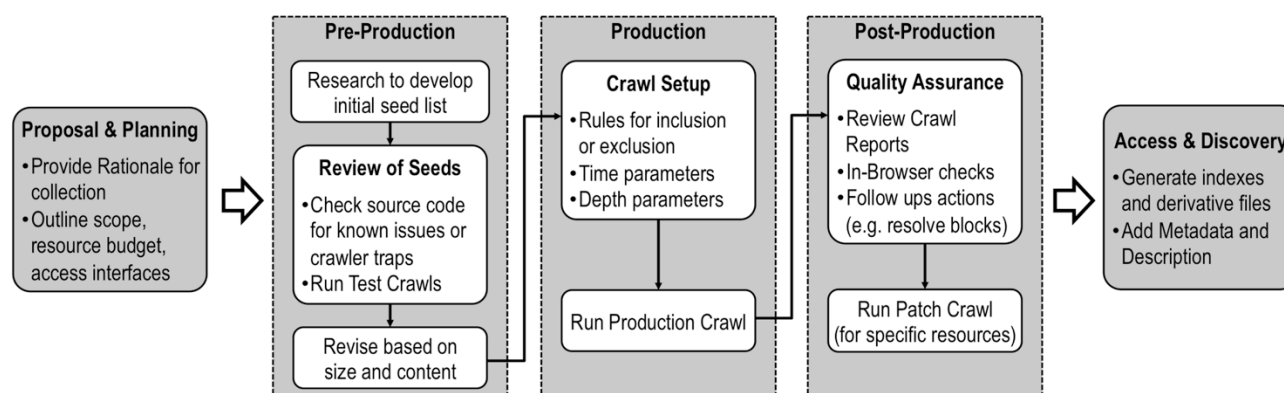 Proposal & Planning
•Provide Rationale for
collection
•Outline scope,
resource budget,
access interfaces
Pre-Production
Research to develop
initial seed list
Review of Seeds
•Check source code
for known issues or
crawler traps
•Run Test Crawls
Revise based on
size and content
Production
Crawl Setup
•Rules for inclusion
or exclusion
•Time parameters
•Depth parameters
Run Production Crawl
Post-Production
Quality Assurance
•Review Crawl
Reports
•In-Browser checks
•Follow ups actions
(e.g. resolve blocks)
Run Patch Crawl
(for specific resources)
Access & Discovery
•Generate indexes
and derivative files
•Add Metadata and
Description